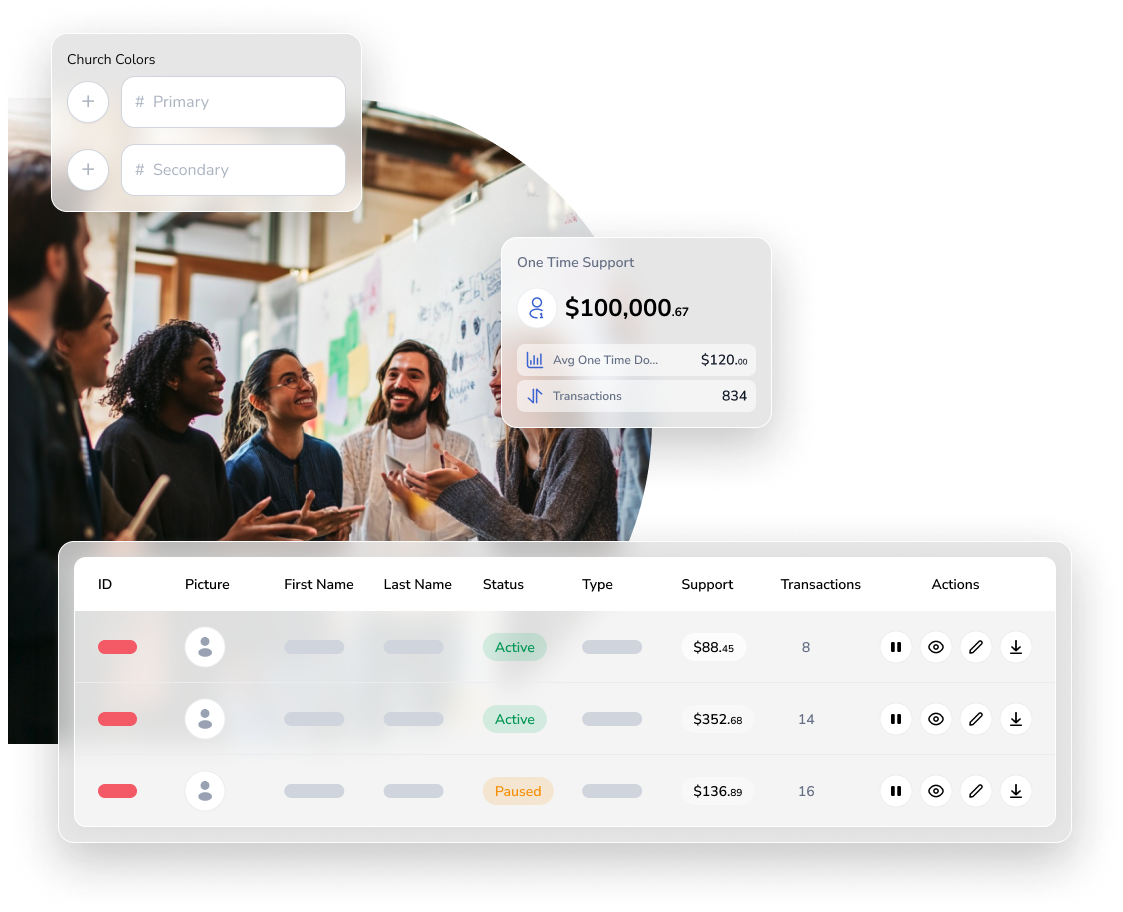 Church Colors
# Primary
# Secondary
One Time Support
$100,000.67
Avg One Time Do... $120.00
Transactions 834
ID Picture First Name Last Name Status Type Support Transactions Actions
Active $88.45 8
Active $352.68 14
Paused $136.89 16